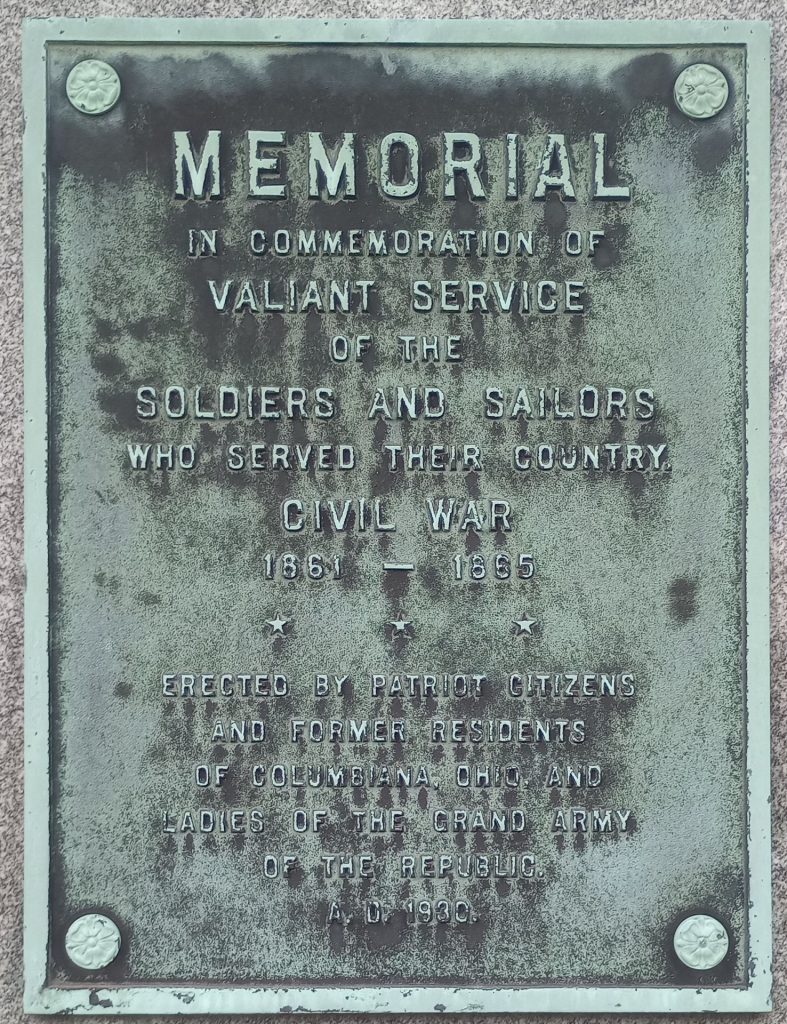 MEMORIAL
IN COMMEMORATION OF
VALIANT SERVICE
OF THE
SOLDIERS AND SAILORS
WHO SERVED THEIR COUNTRY.
CIVIL WAR
1861 — 1865
ERECTED BY PATRIOT CITIZENS
AND FORMER RESIDENTS
OF COLUMBIANA, OHIO, AND
LADIES OF THE GRAND ARMY
OF THE REPUBLIC.
A. D. 1930.